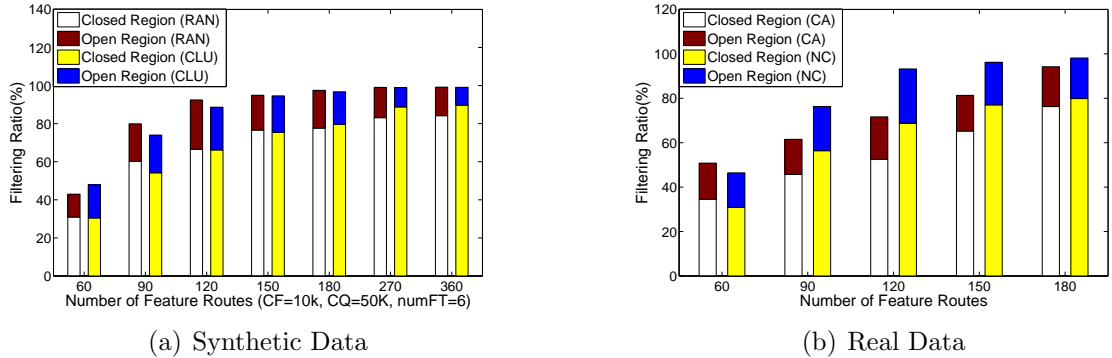 140
120
100
80
60
40
20
0
Filtering Ratio(%)
Closed Region (RAN)
Open Region (RAN)
Closed Region (CLU)
Open Region (CLU)
60 90 120 150 180 270 360
Number of Feature Routes (CF=10k, CQ=50K, numFT=6)
(a) Synthetic Data
120
100
80
60
40
20
0
Filtering Ratio(%)
Closed Region (CA)
Open Region (CA)
Closed Region (NC)
Open Region (NC)
60 90 120 150 180
Number of Feature Routes
(b) Real Data